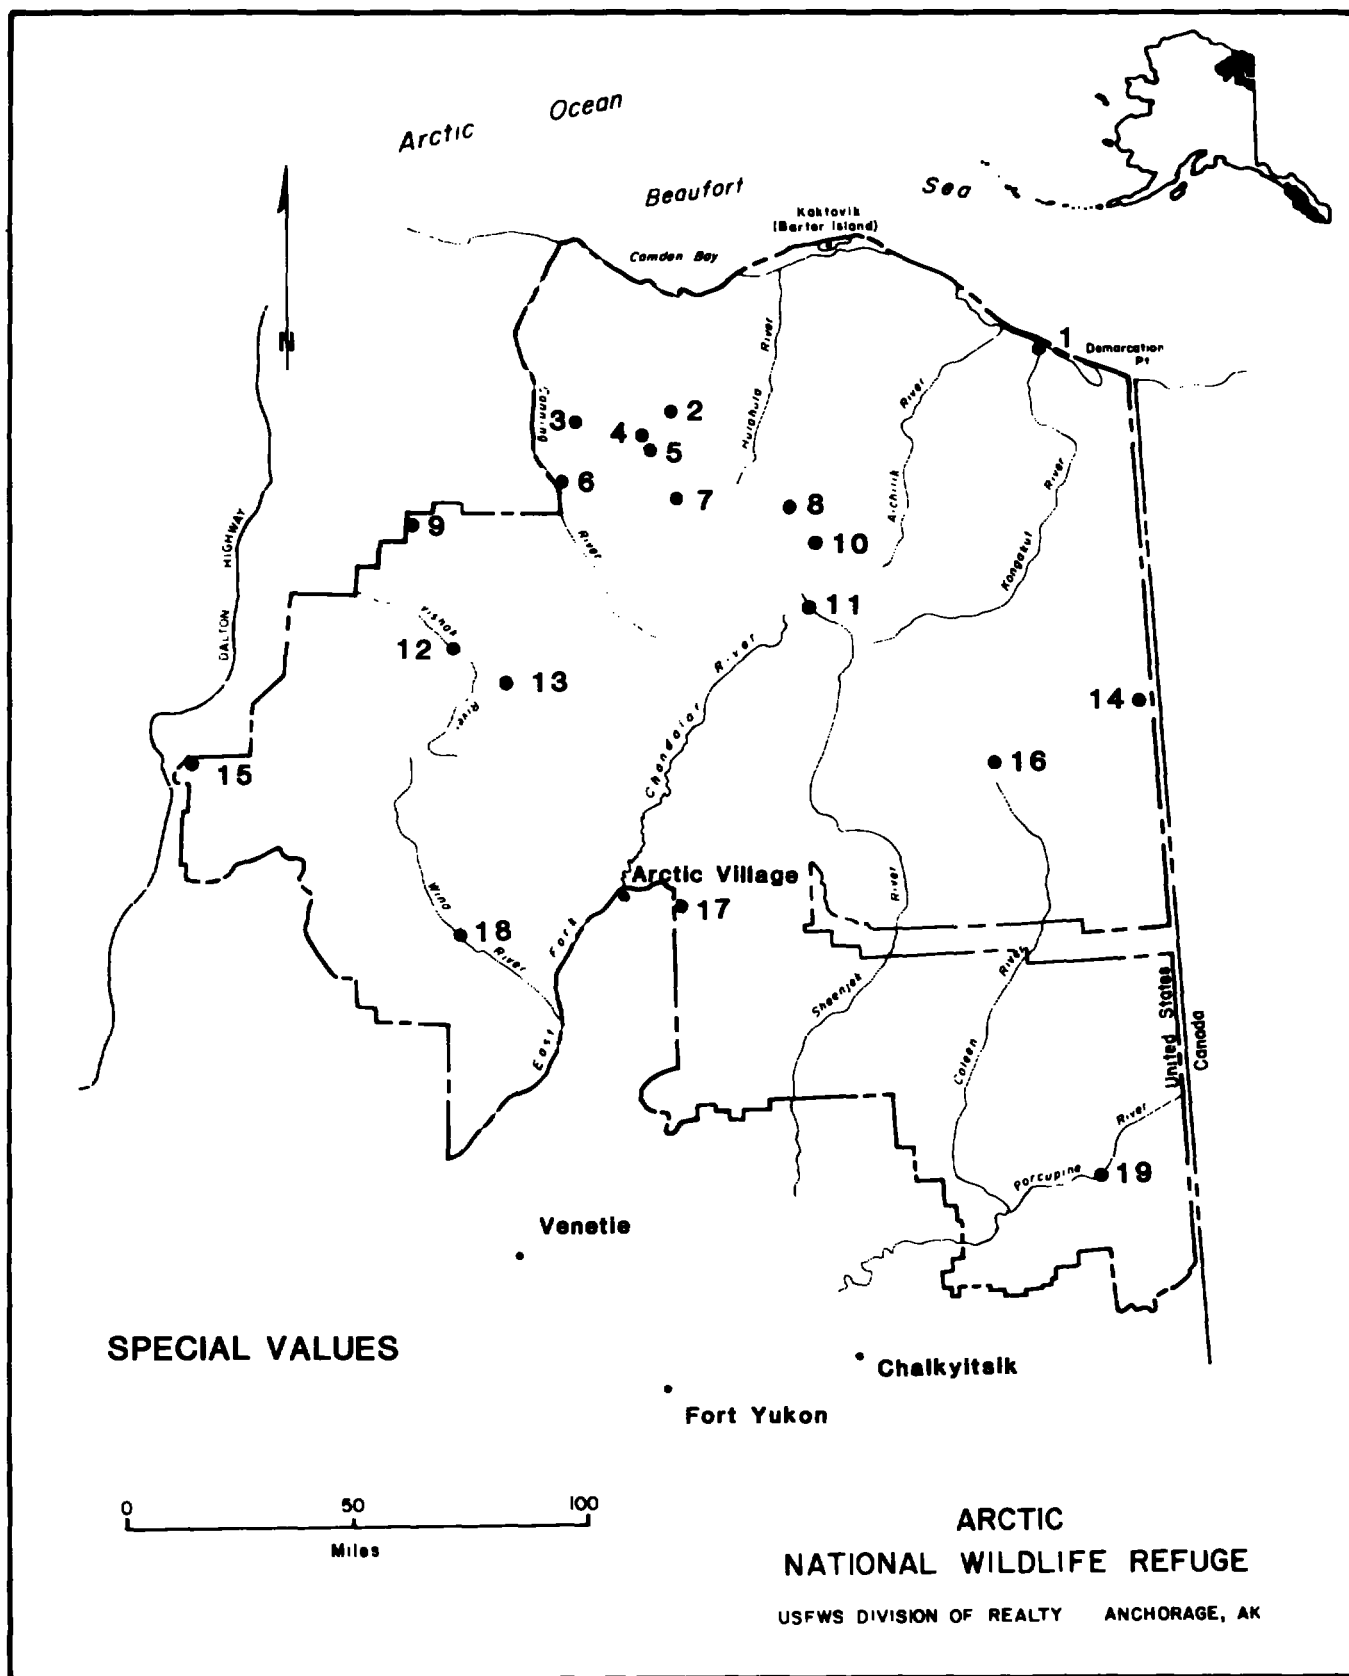 Arctic Ocean
Beaufort Sea
Kaktovik
(Barter Island)
Camden Bay
N
1
Demarcation
Pt
River
Hulahula
River
Aichilik
River
Kongakut
Canning
River
2
3
4
5
6
7
8
9
10
11
DALTON HIGHWAY
12
River
13
Chandalar River
14
15
16
Arctic Village
17
Wind
River
18
East Fork
River
Sheenjek
River
Coleen
United States
Canada
River
Porcupine
19
Venetie
SPECIAL VALUES
Chalkyitsik
Fort Yukon
0 50 100
Miles
ARCTIC
NATIONAL WILDLIFE REFUGE
USFWS DIVISION OF REALTY ANCHORAGE, AK